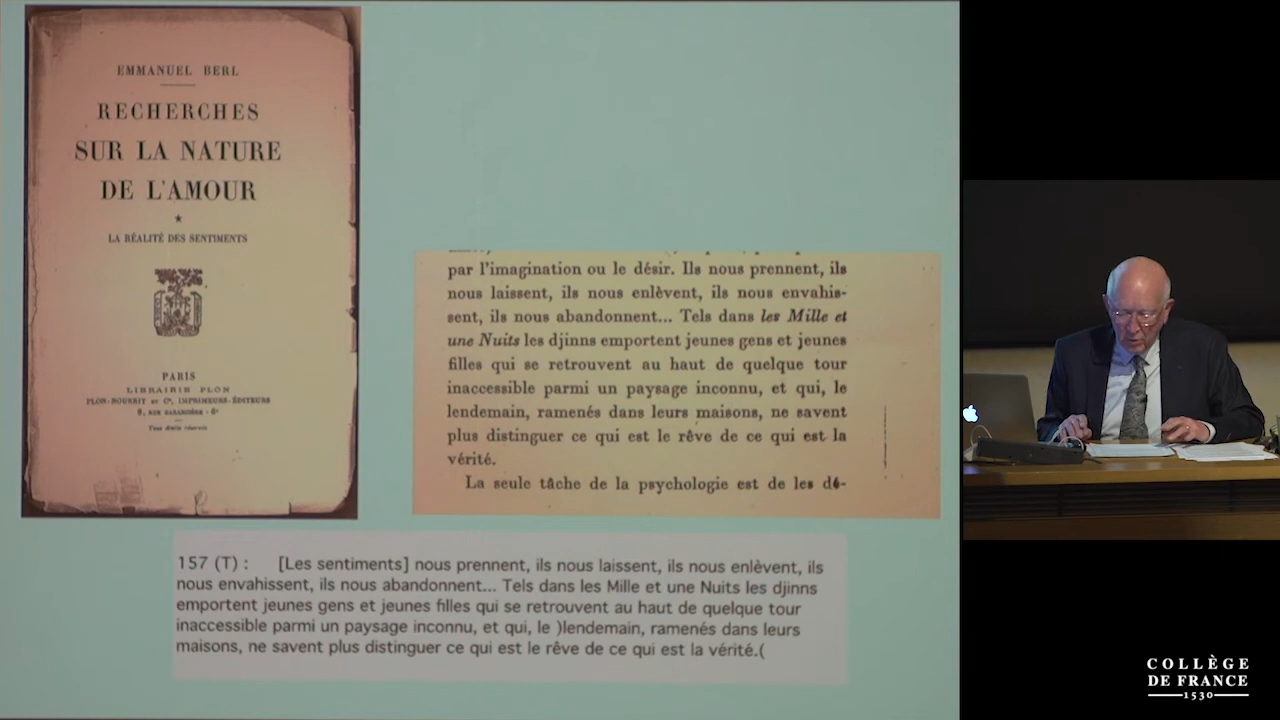 EMMANUEL BERL
RECHERCHES
SUR LA NATURE
DE L'AMOUR
LA RÉALITÉ DES SENTIMENTS
PARIS
LIBRAIRIE PLON
PLON-NOURRIT ET Cie, IMPRIMEURS-ÉDITEURS
8, RUE GARANCIÈRE - 6e
Tous droits réservés
par l'imagination ou le désir. Ils nous prennent, ils
nous laissent, ils nous enlèvent, ils nous envahis-
sent, ils nous abandonnent... Tels dans les Mille et
une Nuits les djinns emportent jeunes gens et jeunes
filles qui se retrouvent au haut de quelque tour
inaccessible parmi un paysage inconnu, et qui, le
lendemain, ramenés dans leurs maisons, ne savent
plus distinguer ce qui est le rêve de ce qui est la
vérité.
La seule tâche de la psychologie est de les dé-
157 (T) : [Les sentiments] nous prennent, ils nous laissent, ils nous enlèvent, ils
nous envahissent, ils nous abandonnent... Tels dans les Mille et une Nuits les djinns
emportent jeunes gens et jeunes filles qui se retrouvent au haut de quelque tour
inaccessible parmi un paysage inconnu, et qui, le )lendemain, ramenés dans leurs
maisons, ne savent plus distinguer ce qui est le rêve de ce qui est la vérité.(
COLLÈGE
DE FRANCE
1530